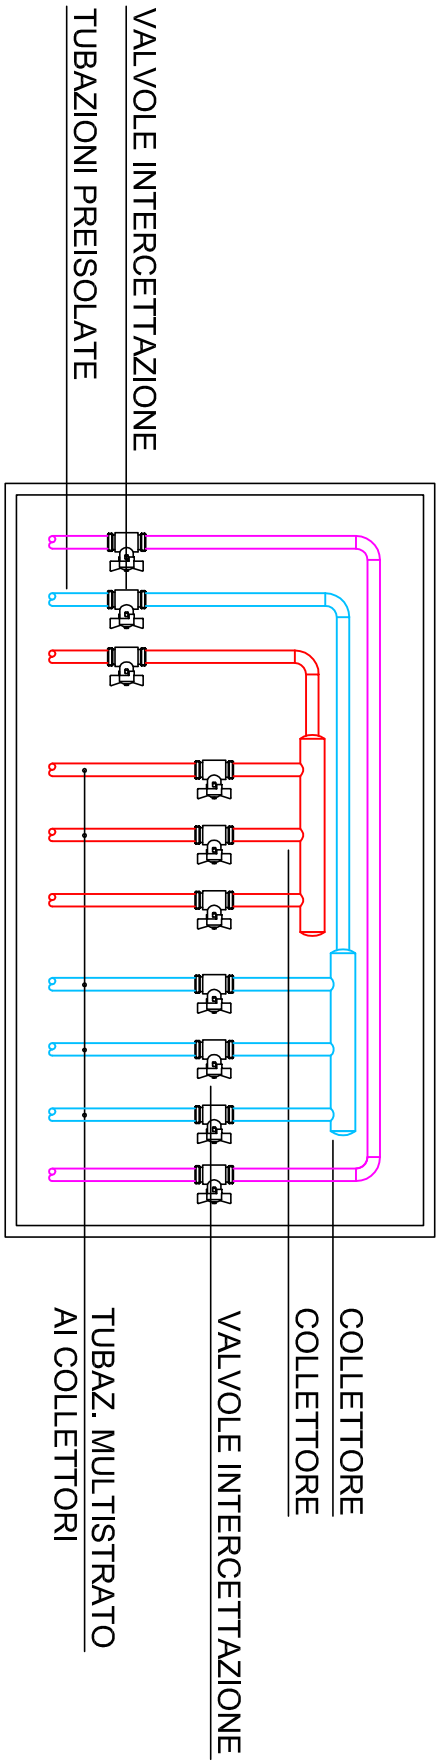 VALVOLE INTERCETTAZIONE
TUBAZIONI PREISOLATE
COLLETTORE
COLLETTORE
VALVOLE INTERCETTAZIONE
TUBAZ. MULTISTRATO
AI COLLETTORI